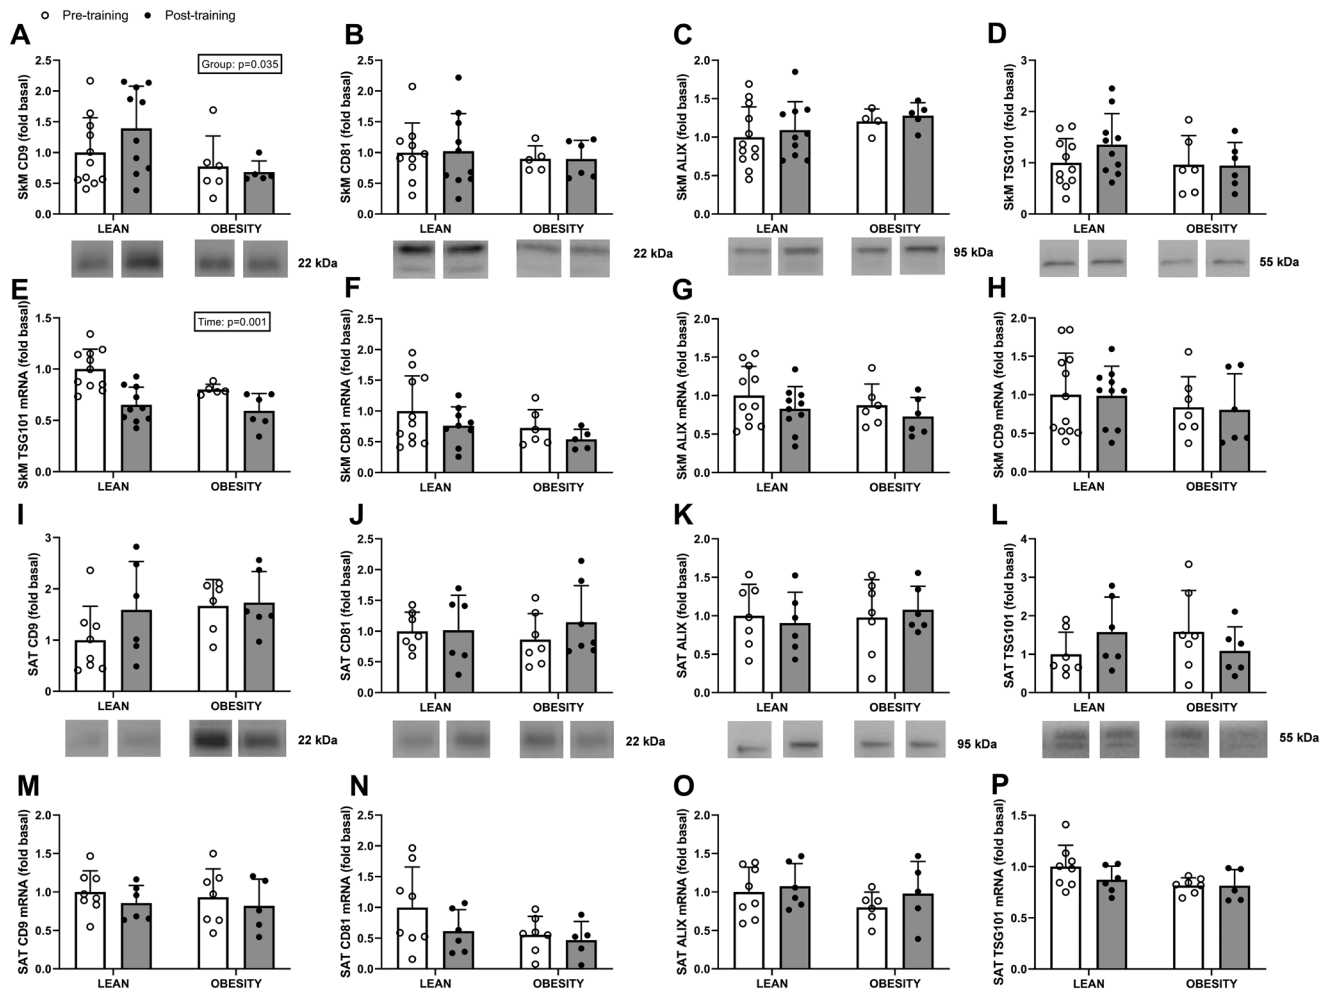 Pre-training Post-training
A
SkM CD9 (fold basal)
2.5
2.0
1.5
1.0
0.5
0.0
Group: p=0.035
LEAN OBESITY
22 kDa
B
SkM CD81 (fold basal)
2.5
2.0
1.5
1.0
0.5
0.0
LEAN OBESITY
22 kDa
C
SkM ALIX (fold basal)
2.0
1.5
1.0
0.5
0.0
LEAN OBESITY
95 kDa
D
SkM TSG101 (fold basal)
3
2
1
0
LEAN OBESITY
55 kDa
E
SkM TSG101 mRNA (fold basal)
1.5
1.0
0.5
0.0
Time: p=0.001
LEAN OBESITY
F
SkM CD81 mRNA (fold basal)
2.5
2.0
1.5
1.0
0.5
0.0
LEAN OBESITY
G
SkM ALIX mRNA (fold basal)
2.0
1.5
1.0
0.5
0.0
LEAN OBESITY
H
SkM CD9 mRNA (fold basal)
2.0
1.5
1.0
0.5
0.0
LEAN OBESITY
I
SAT CD9 (fold basal)
3
2
1
0
LEAN OBESITY
22 kDa
J
SAT CD81 (fold basal)
2.5
2.0
1.5
1.0
0.5
0.0
LEAN OBESITY
22 kDa
K
SAT ALIX (fold basal)
2.0
1.5
1.0
0.5
0.0
LEAN OBESITY
95 kDa
L
SAT TSG101 (fold basal)
4
3
2
1
0
LEAN OBESITY
55 kDa
M
SAT CD9 mRNA (fold basal)
2.0
1.5
1.0
0.5
0.0
LEAN OBESITY
N
SAT CD81 mRNA (fold basal)
2.5
2.0
1.5
1.0
0.5
0.0
LEAN OBESITY
O
SAT ALIX mRNA (fold basal)
2.0
1.5
1.0
0.5
0.0
LEAN OBESITY
P
SAT TSG101 mRNA (fold basal)
1.5
1.0
0.5
0.0
LEAN OBESITY